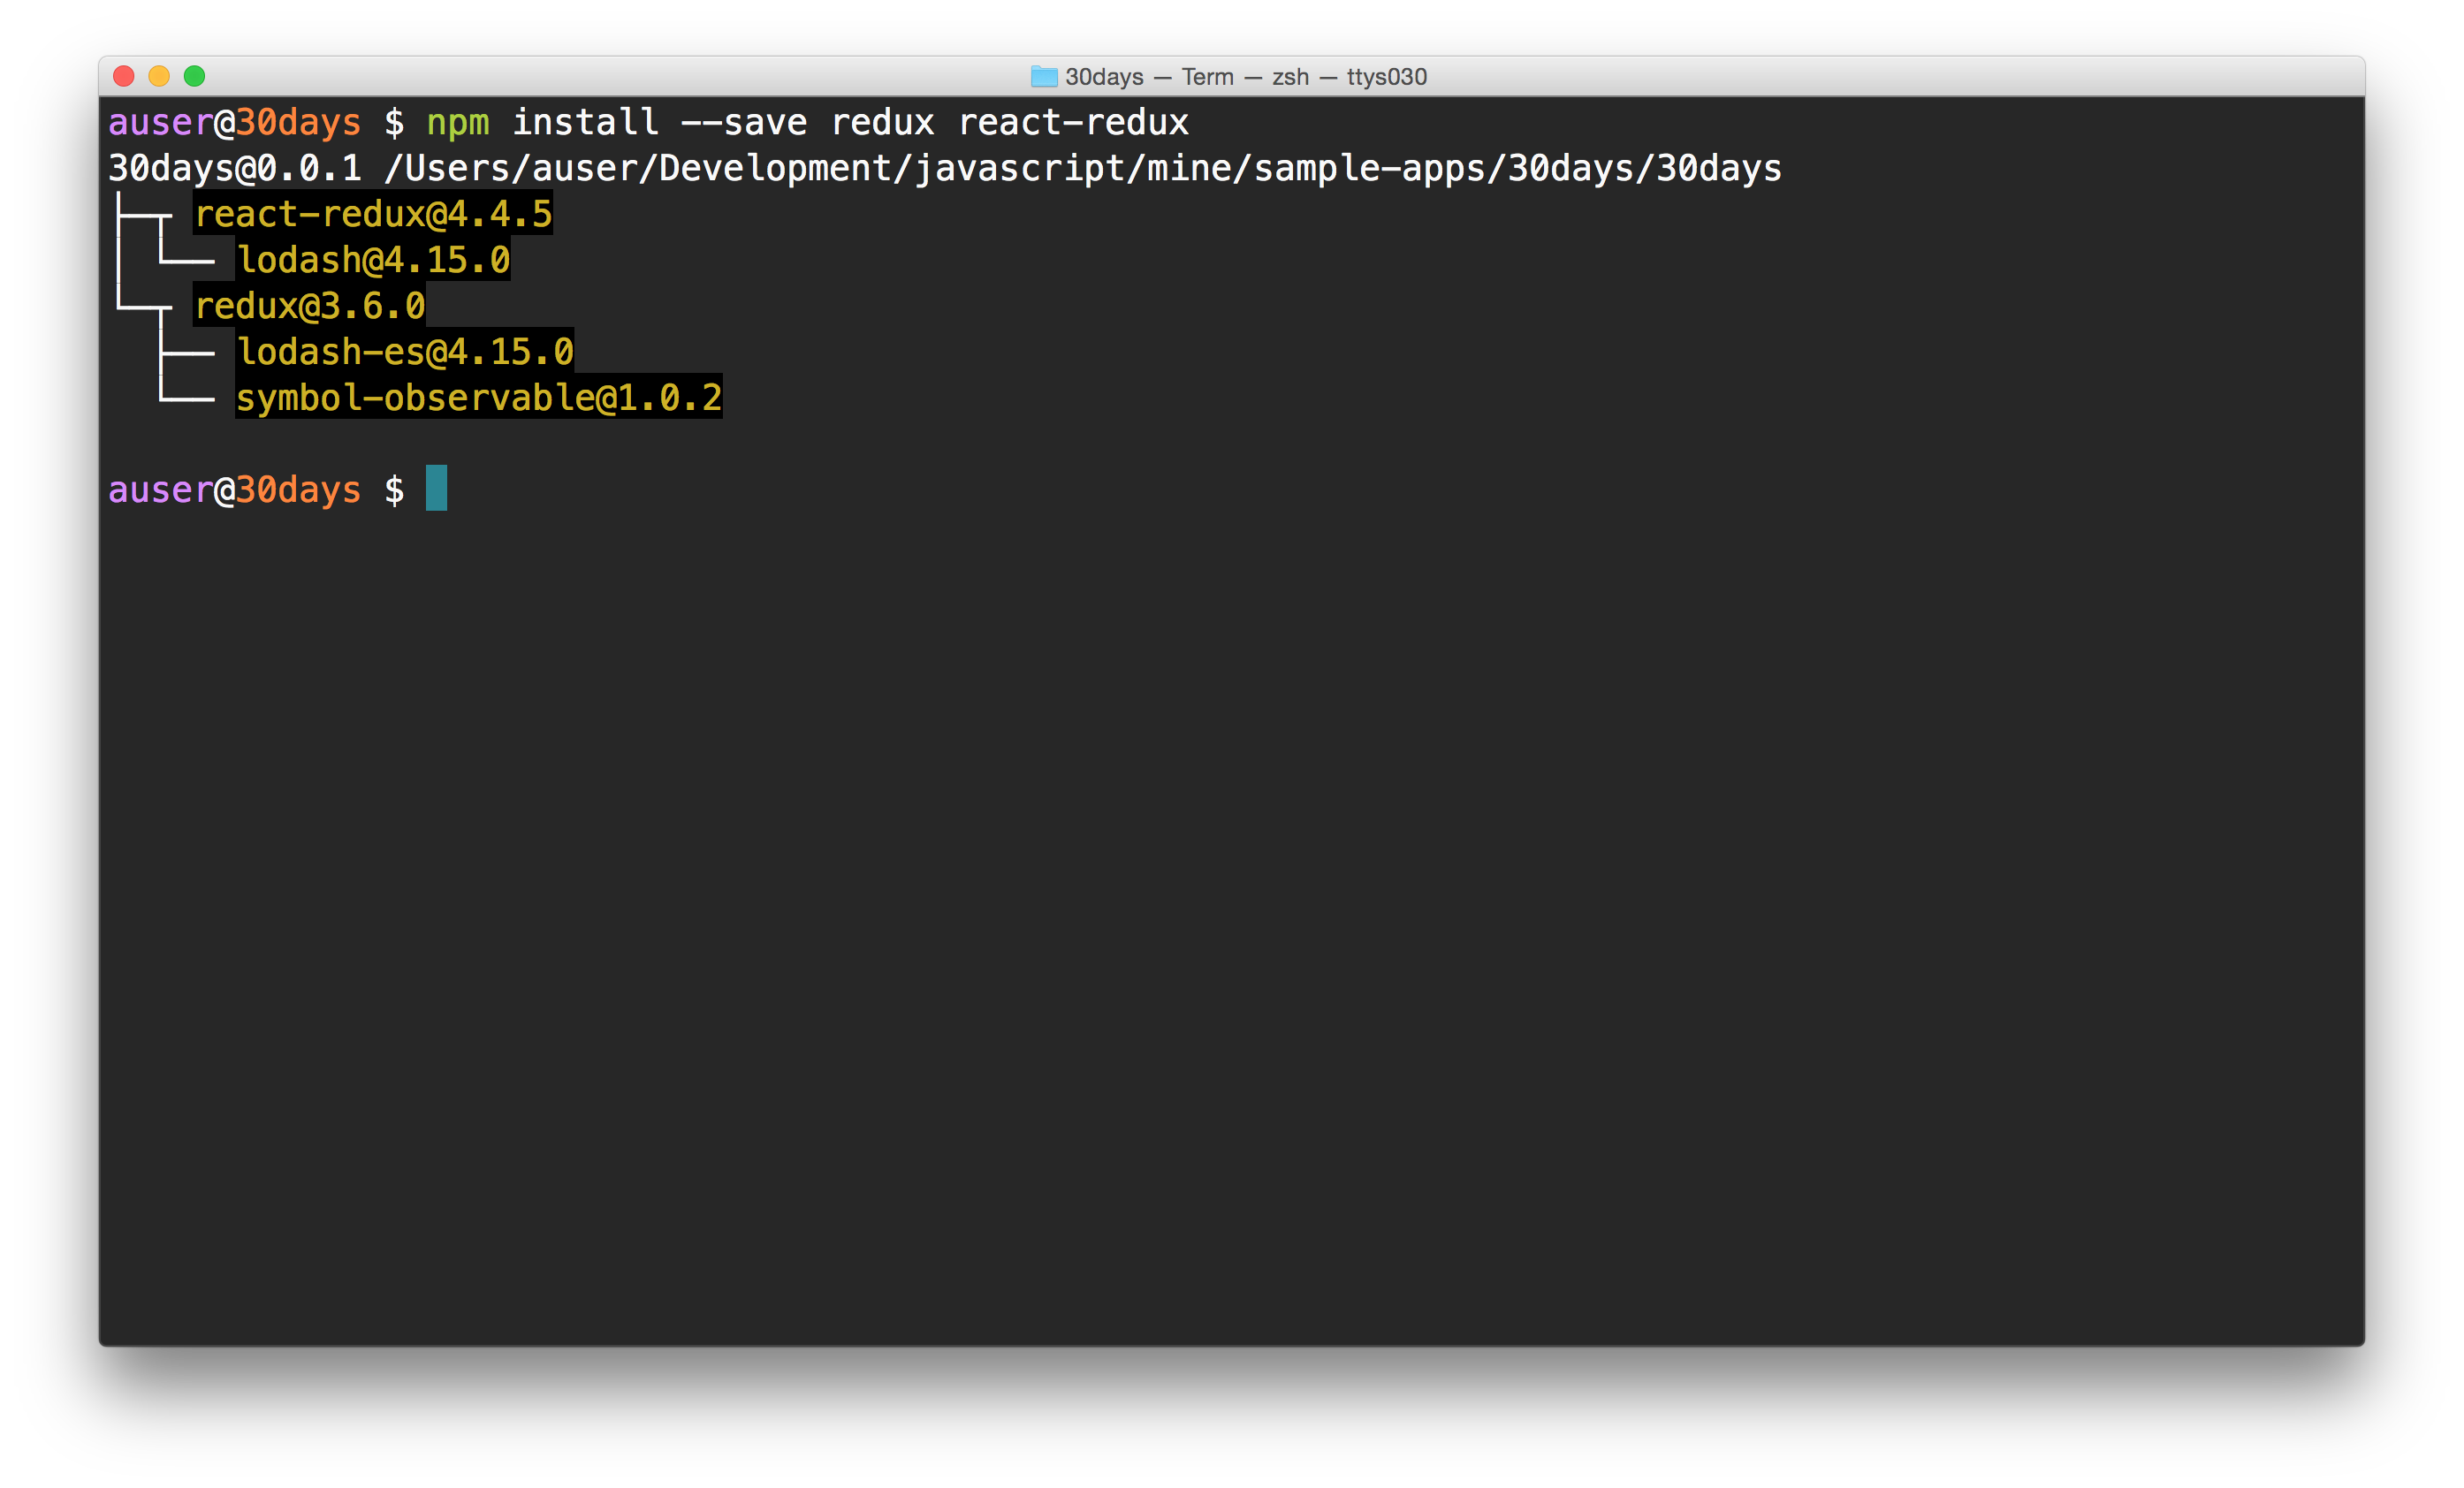 30days — Term — zsh — ttys030
auser@30days $ npm install --save redux react-redux
30days@0.0.1 /Users/auser/Development/javascript/mine/sample-apps/30days/30days
├─┬ react-redux@4.4.5
│ └── lodash@4.15.0
└─┬ redux@3.6.0
  ├── lodash-es@4.15.0
  └── symbol-observable@1.0.2
auser@30days $